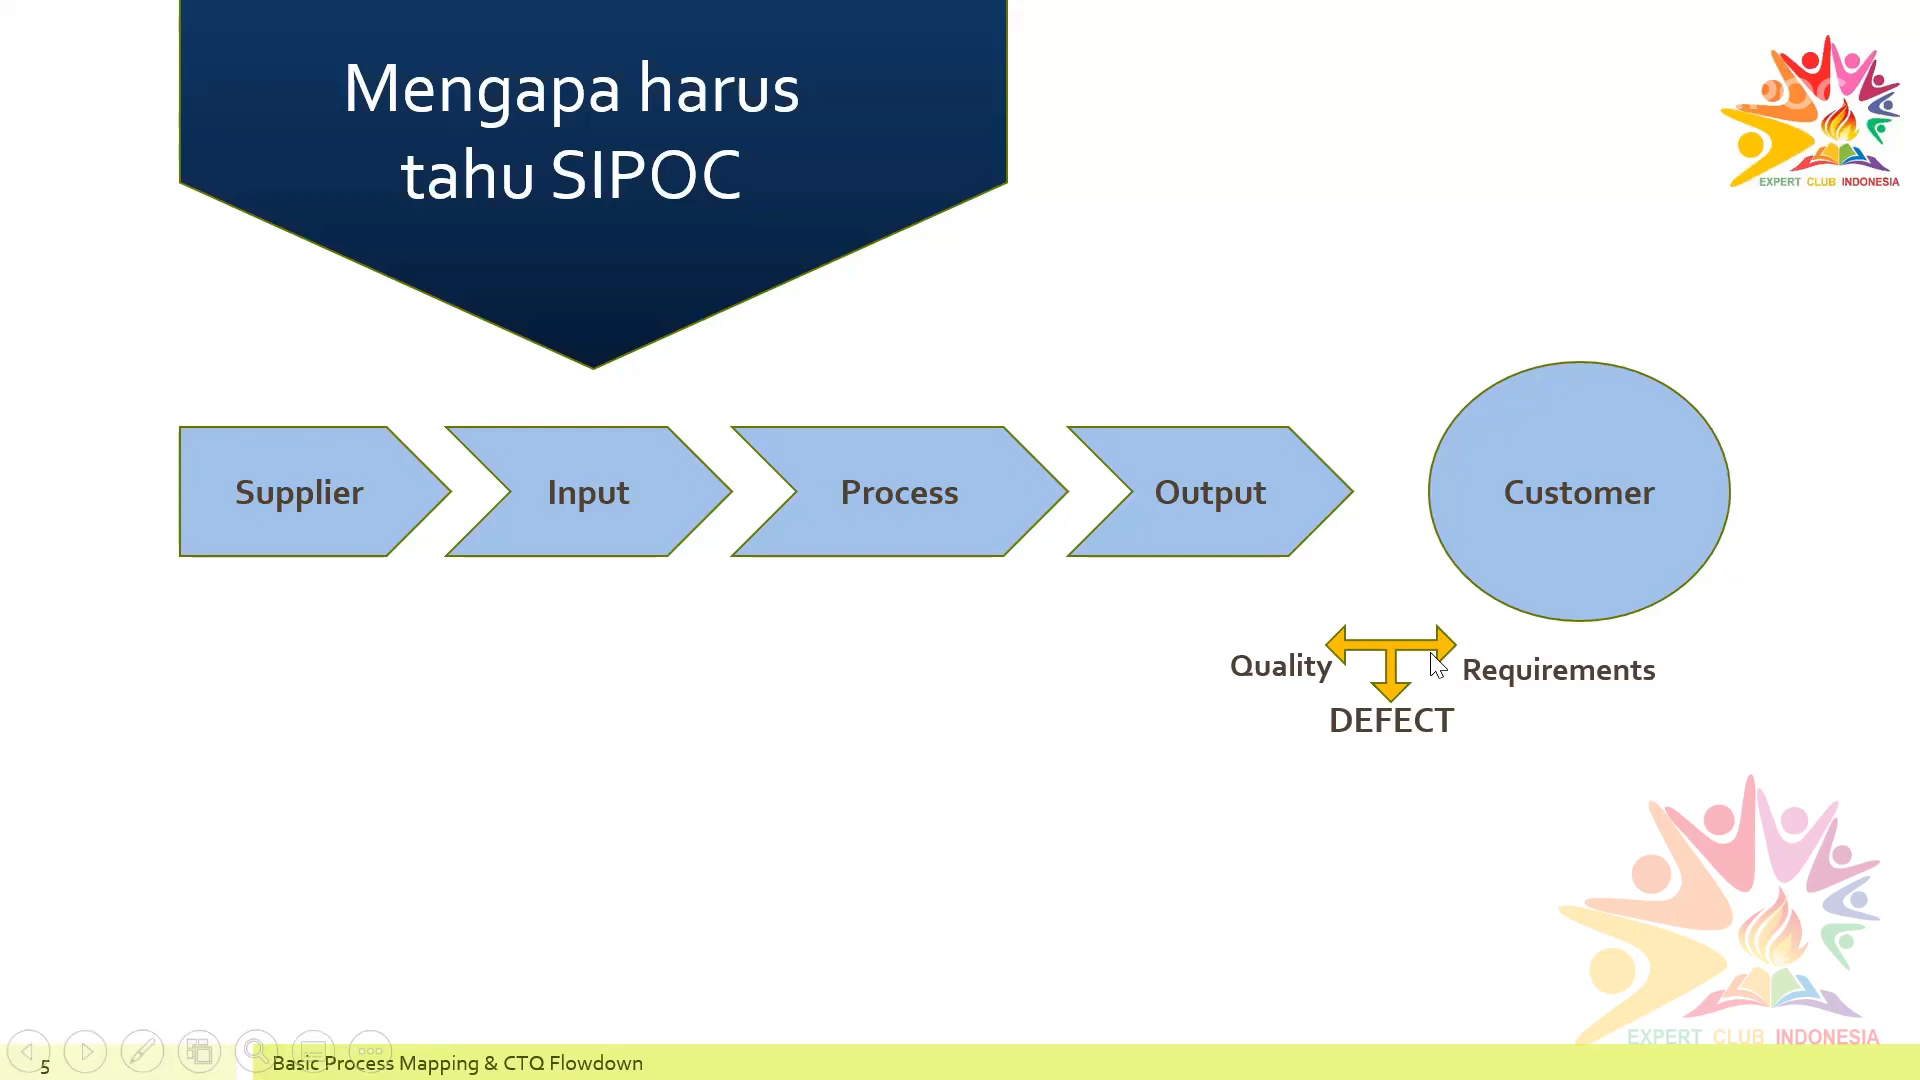 Mengapa harus
tahu SIPOC
EXPERT CLUB INDONESIA
Supplier
Input
Process
Output
Customer
Quality
Requirements
DEFECT
EXPERT CLUB INDONESIA
5
Basic Process Mapping & CTQ Flowdown